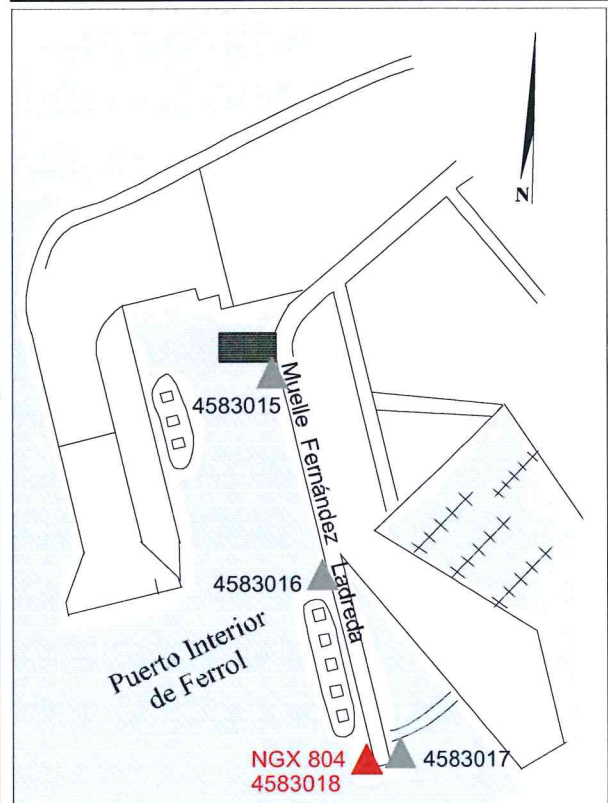 N
4583015
Muelle Fernández Ladreda
4583016
Puerto Interior
de Ferrol
NGX 804
4583018
4583017